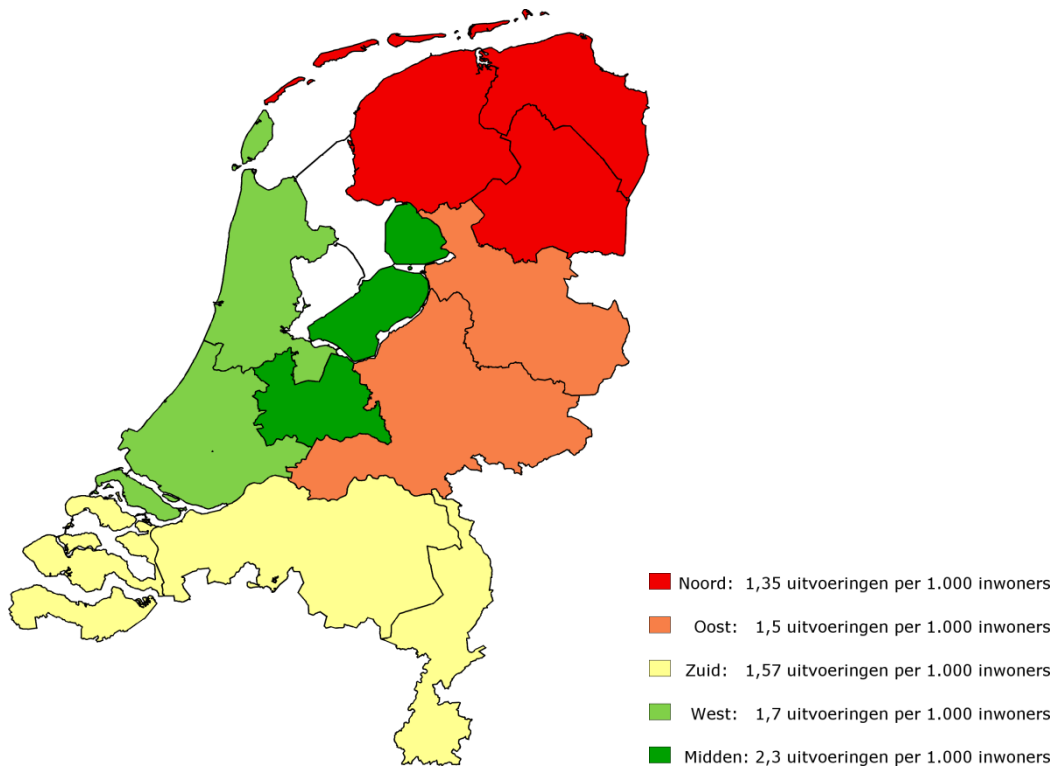 Noord: 1,35 uitvoeringen per 1.000 inwoners
Oost: 1,5 uitvoeringen per 1.000 inwoners
Zuid: 1,57 uitvoeringen per 1.000 inwoners
West: 1,7 uitvoeringen per 1.000 inwoners
Midden: 2,3 uitvoeringen per 1.000 inwoners